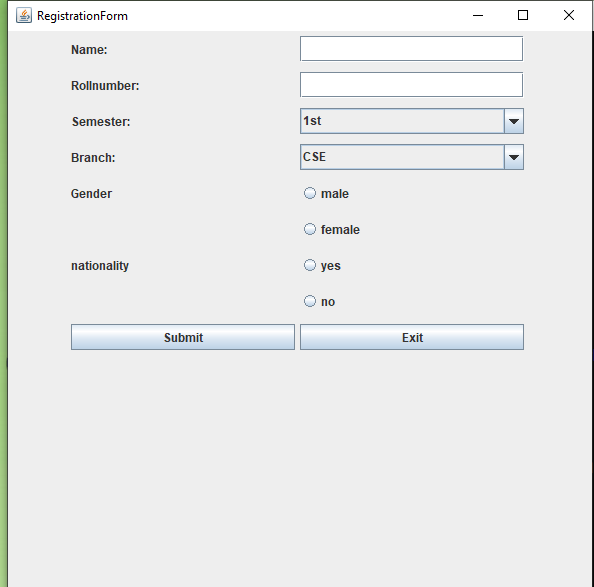 RegistrationForm
Name:
Rollnumber:
Semester: 1st
Branch: CSE
Gender male
female
nationality yes
no
Submit Exit